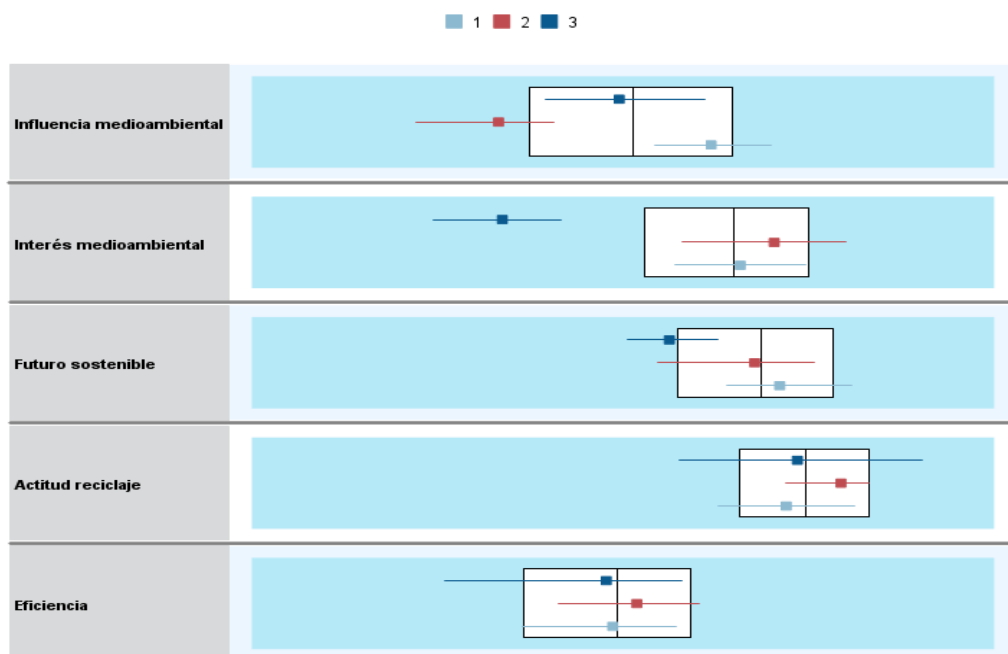 1 2 3
Influencia medioambiental
Interés medioambiental
Futuro sostenible
Actitud reciclaje
Eficiencia